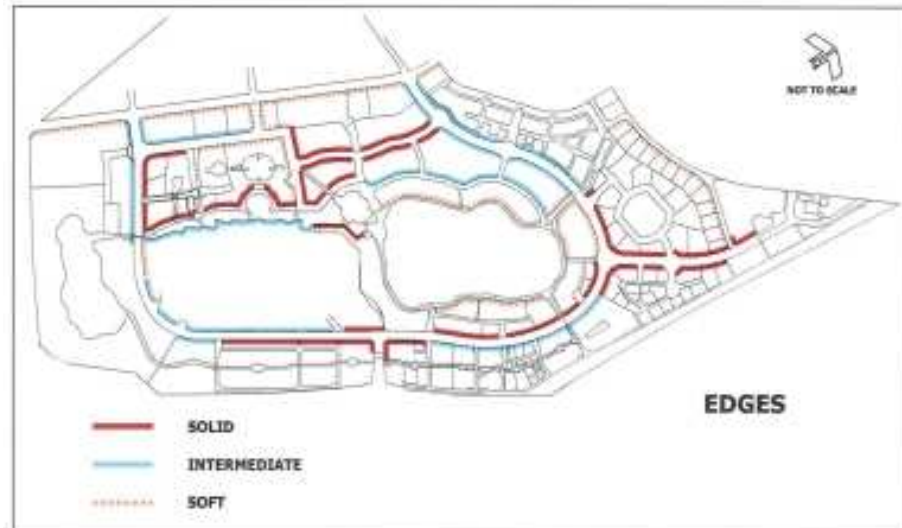 NOT TO SCALE
EDGES
SOLID
INTERMEDIATE
SOFT